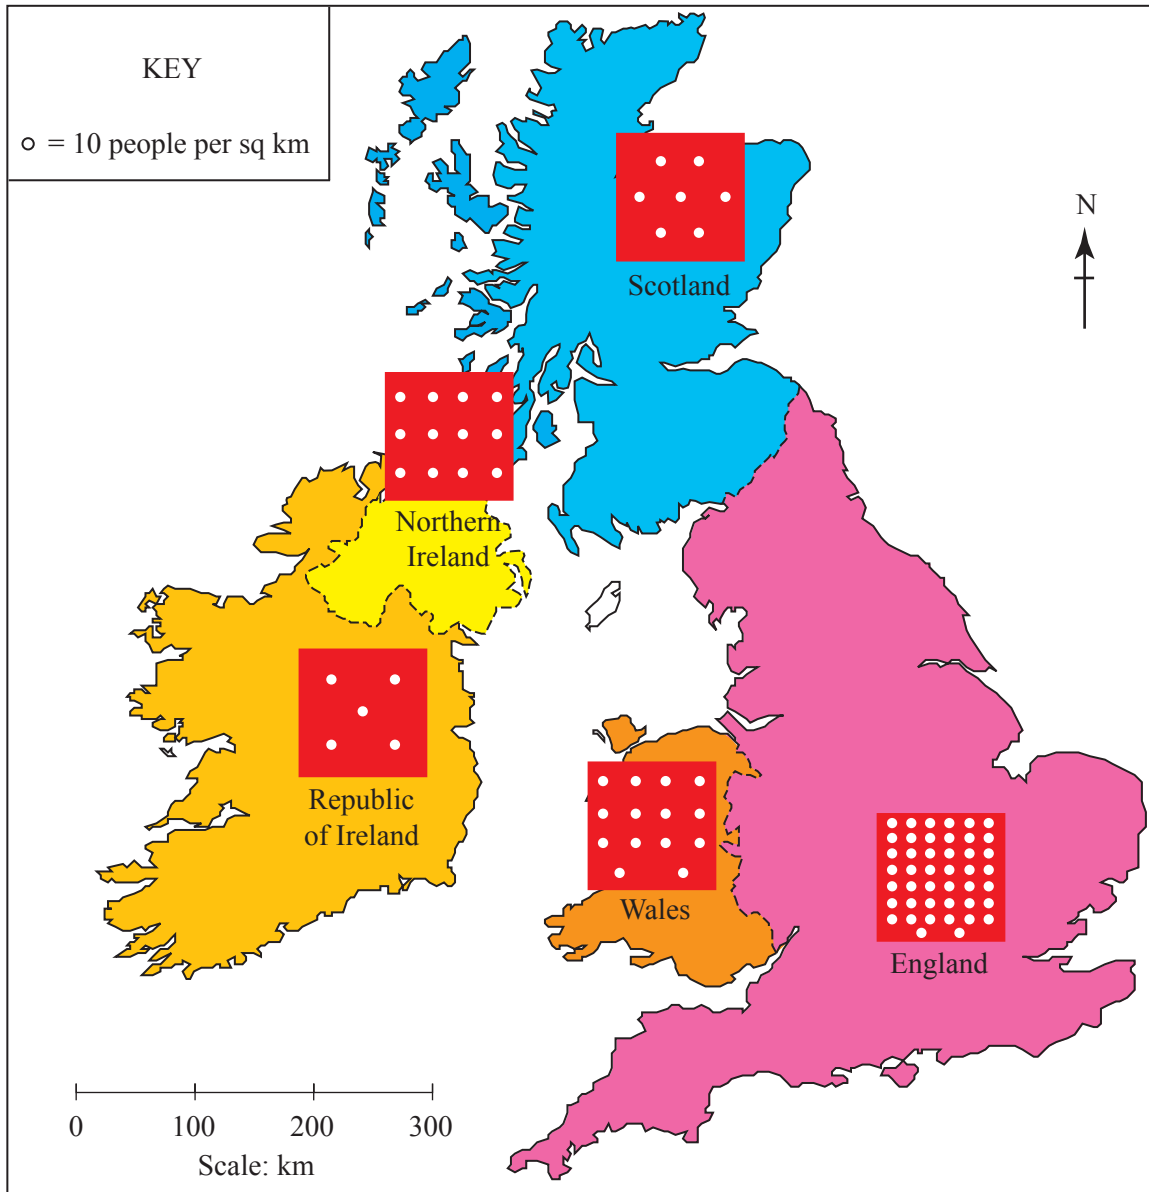 KEY
= 10 people per sq km
N
Scotland
Northern
Ireland
Republic
of Ireland
Wales
England
0 100 200 300
Scale: km